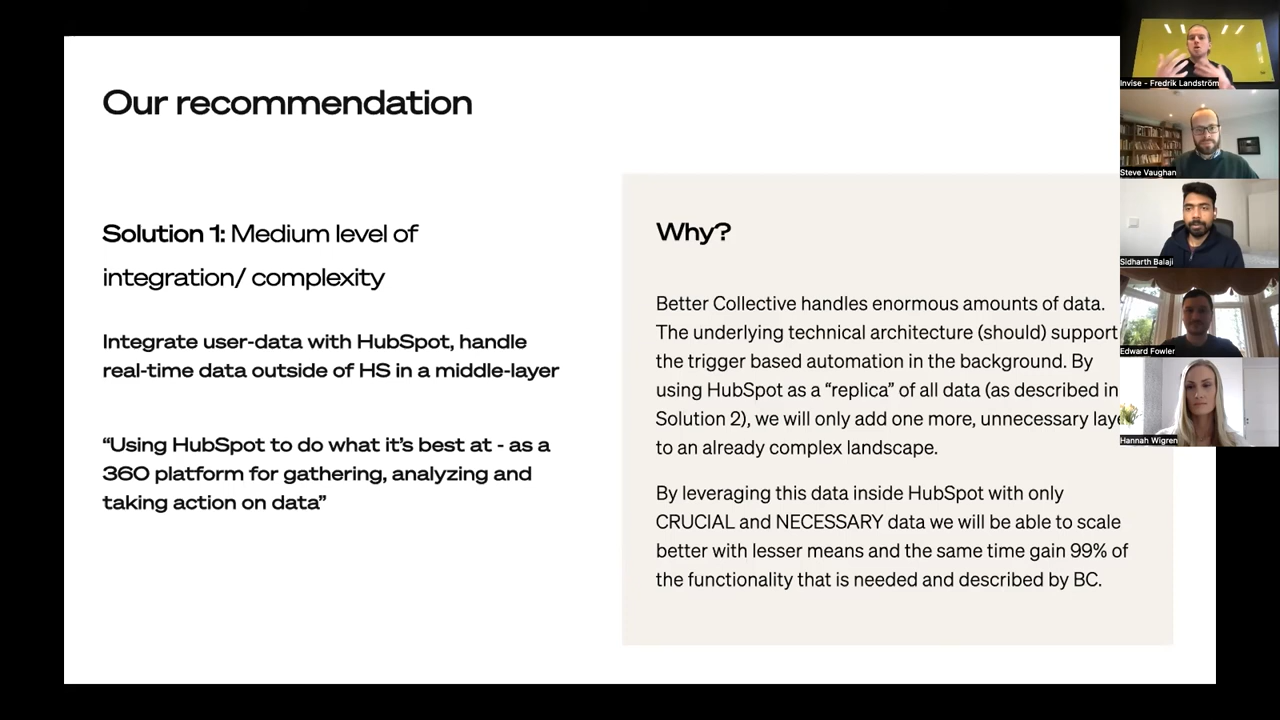 Our recommendation
Solution 1: Medium level of
integration/ complexity
Integrate user-data with HubSpot, handle
real-time data outside of HS in a middle-layer
“Using HubSpot to do what it’s best at - as a
360 platform for gathering, analyzing and
taking action on data”
Why?
Better Collective handles enormous amounts of data.
The underlying technical architecture (should) support
the trigger based automation in the background. By
using HubSpot as a “replica” of all data (as described in
Solution 2), we will only add one more, unnecessary
to an already complex landscape.
By leveraging this data inside HubSpot with only
CRUCIAL and NECESSARY data we will be able to scale
better with lesser means and the same time gain 99% of
the functionality that is needed and described by BC.
Invise - Fredrik Landström
Steve Vaughan
Sidharth Balaji
Edward Fowler
Hannah Wigren